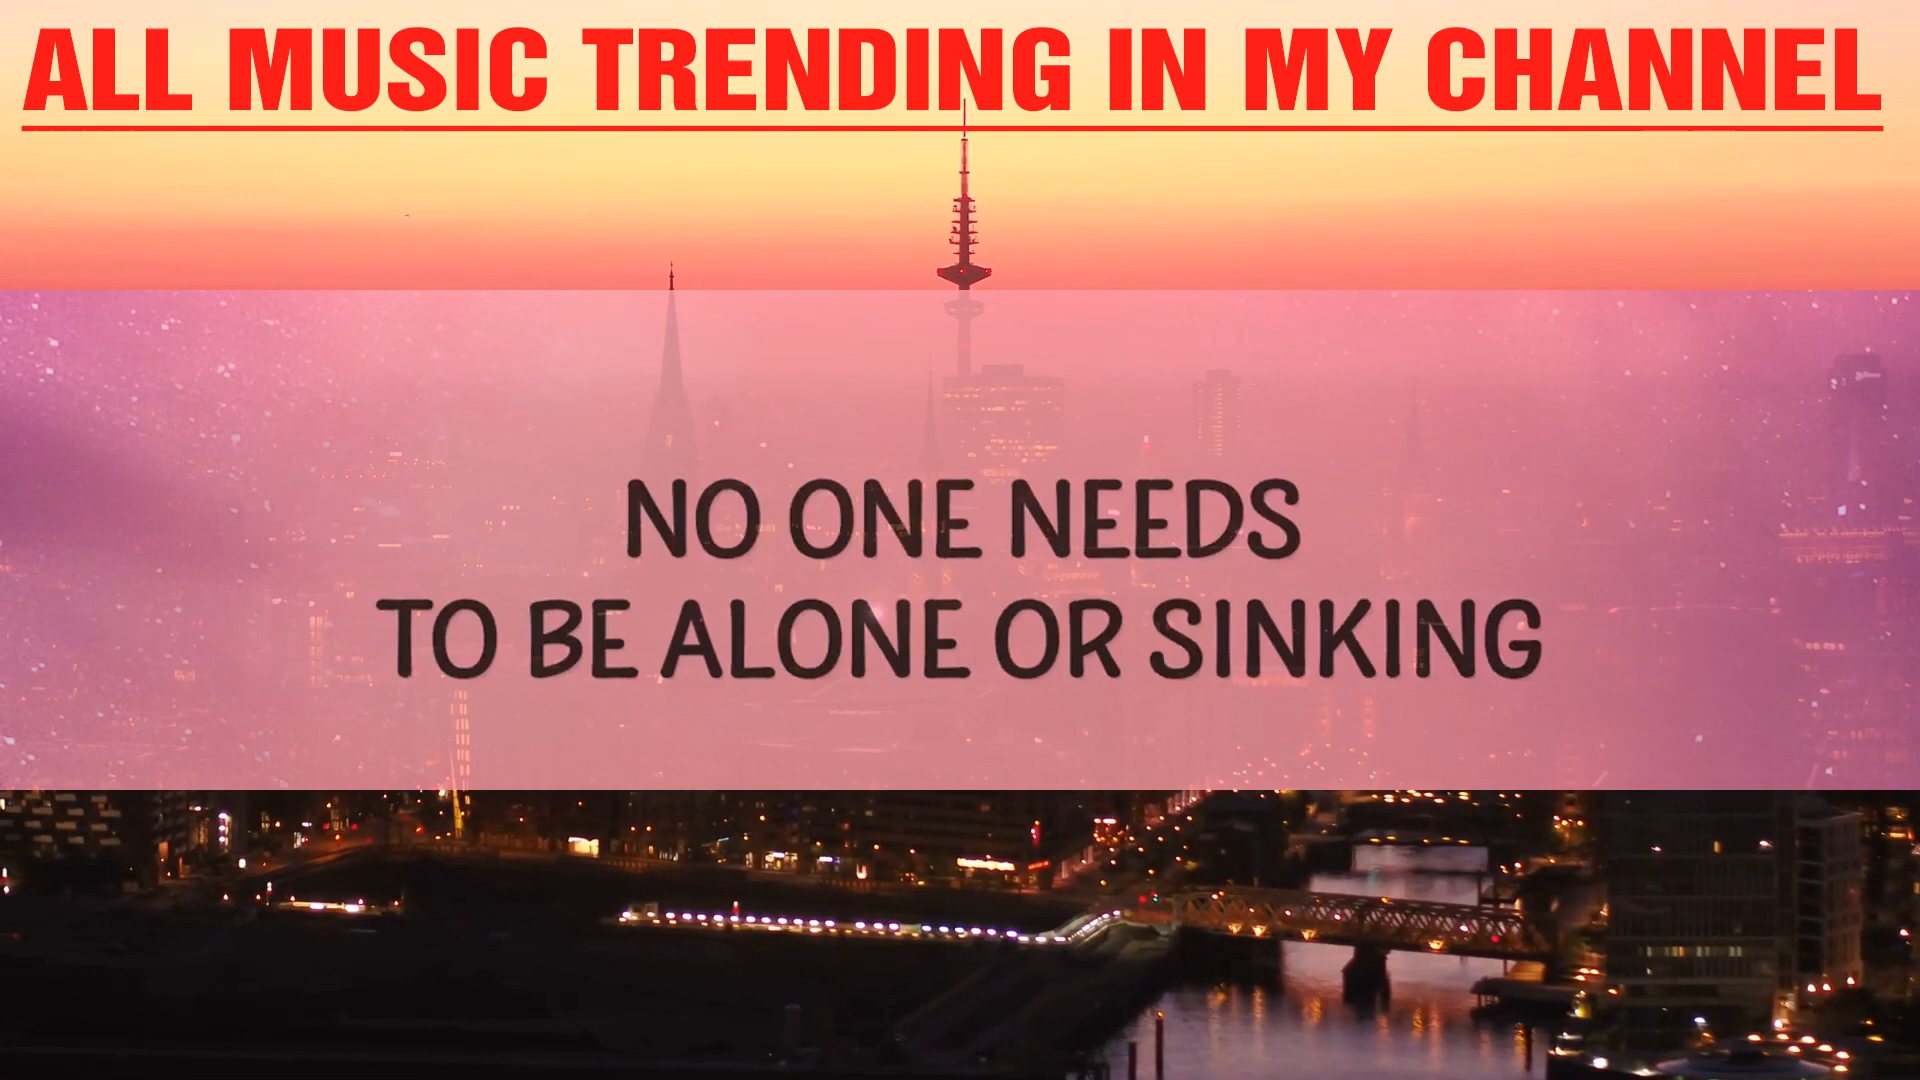 ALL MUSIC TRENDING IN MY CHANNEL
NO ONE NEEDS
TO BE ALONE OR SINKING